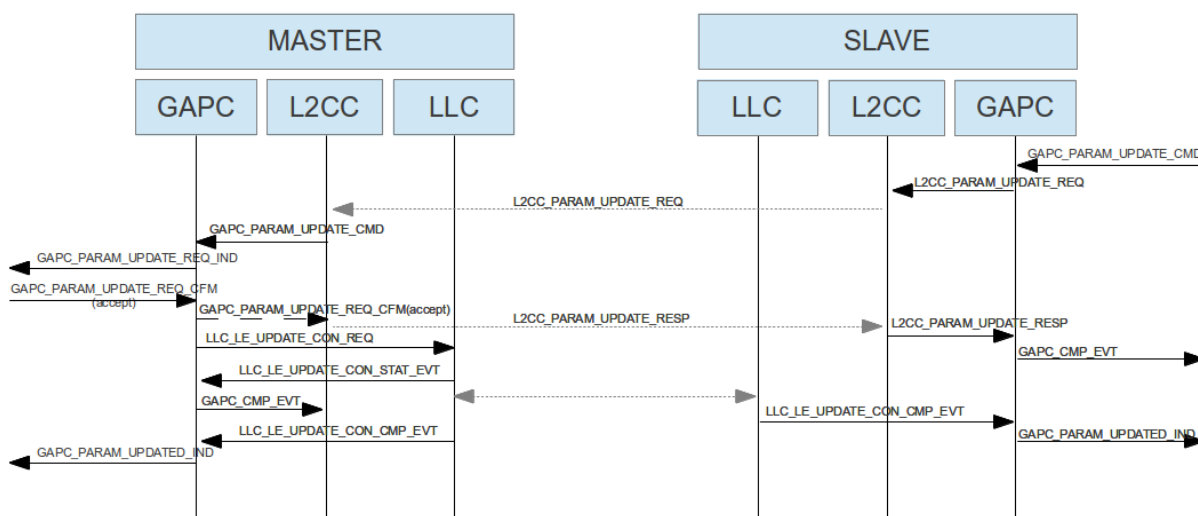 MASTER SLAVE
GAPC L2CC LLC LLC L2CC GAPC
GAPC_PARAM_UPDATE_CMD
L2CC_PARAM_UPDATE_REQ
L2CC_PARAM_UPDATE_REQ
GAPC_PARAM_UPDATE_CMD
GAPC_PARAM_UPDATE_REQ_IND
GAPC_PARAM_UPDATE_REQ_CFM
(accept)
GAPC_PARAM_UPDATE_REQ_CFM(accept)
L2CC_PARAM_UPDATE_RESP
L2CC_PARAM_UPDATE_RESP
LLC_LE_UPDATE_CON_REQ
GAPC_CMP_EVT
LLC_LE_UPDATE_CON_STAT_EVT
GAPC_CMP_EVT
LLC_LE_UPDATE_CON_CMP_EVT
LLC_LE_UPDATE_CON_CMP_EVT
GAPC_PARAM_UPDATED_IND
GAPC_PARAM_UPDATED_IND